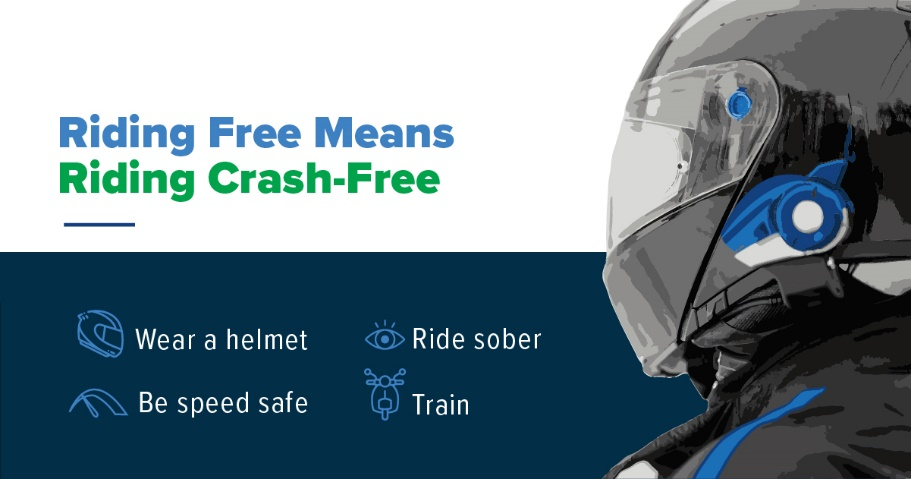 Riding Free Means
Riding Crash-Free
Wear a helmet
Ride sober
Be speed safe
Train